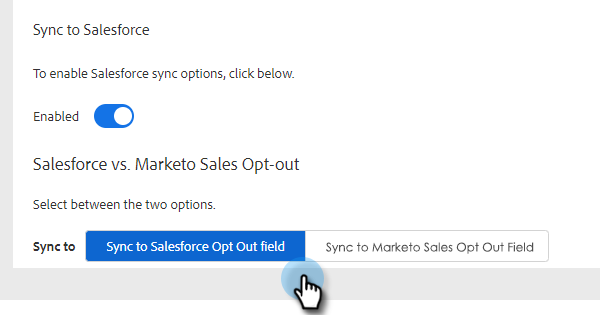 Sync to Salesforce
To enable Salesforce sync options, click below.
Enabled
Salesforce vs. Marketo Sales Opt-out
Select between the two options.
Sync to Sync to Salesforce Opt Out field Sync to Marketo Sales Opt Out Field